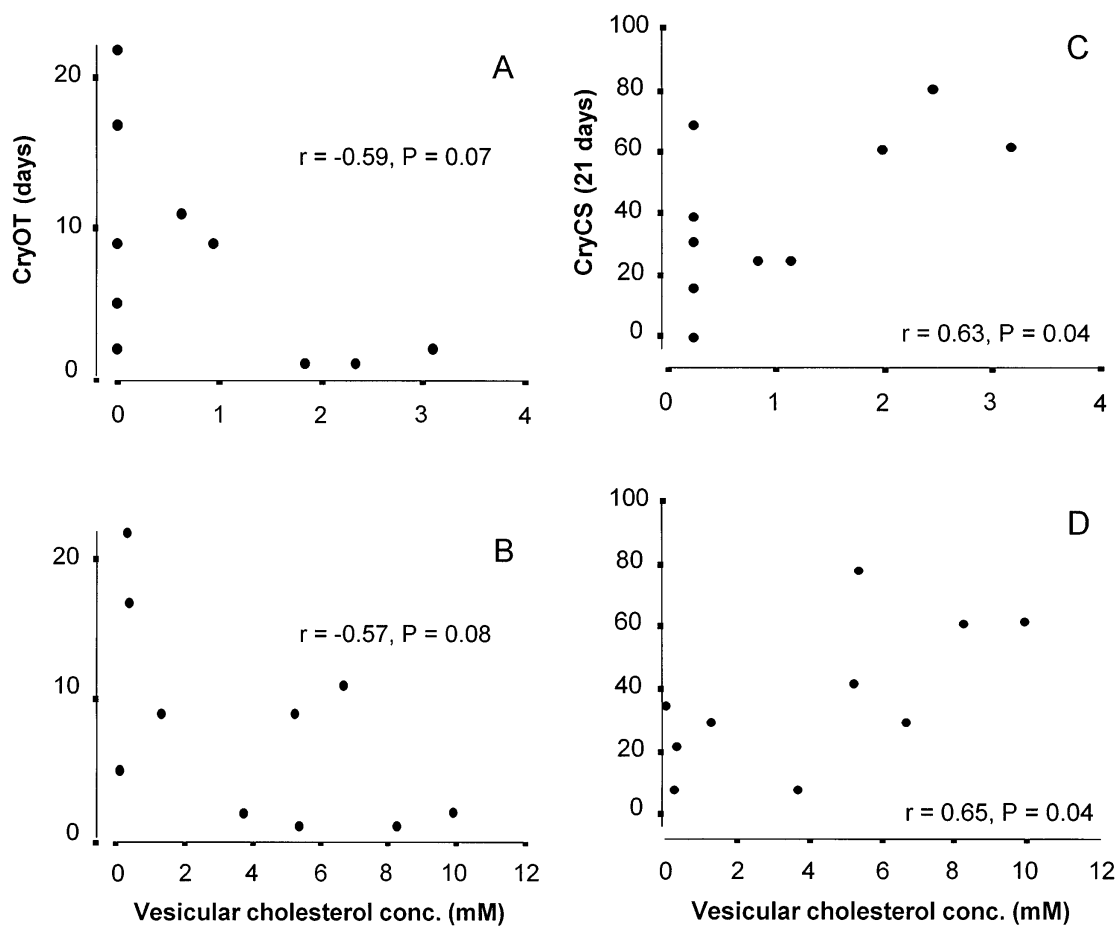 A
CryOT (days)
20
10
0
r = -0.59, P = 0.07
0 1 2 3 4
C
CryCS (21 days)
100
80
60
40
20
0
r = 0.63, P = 0.04
0 1 2 3 4
B
20
10
0
r = -0.57, P = 0.08
0 2 4 6 8 10 12
Vesicular cholesterol conc. (mM)
D
100
80
60
40
20
0
r = 0.65, P = 0.04
0 2 4 6 8 10 12
Vesicular cholesterol conc. (mM)